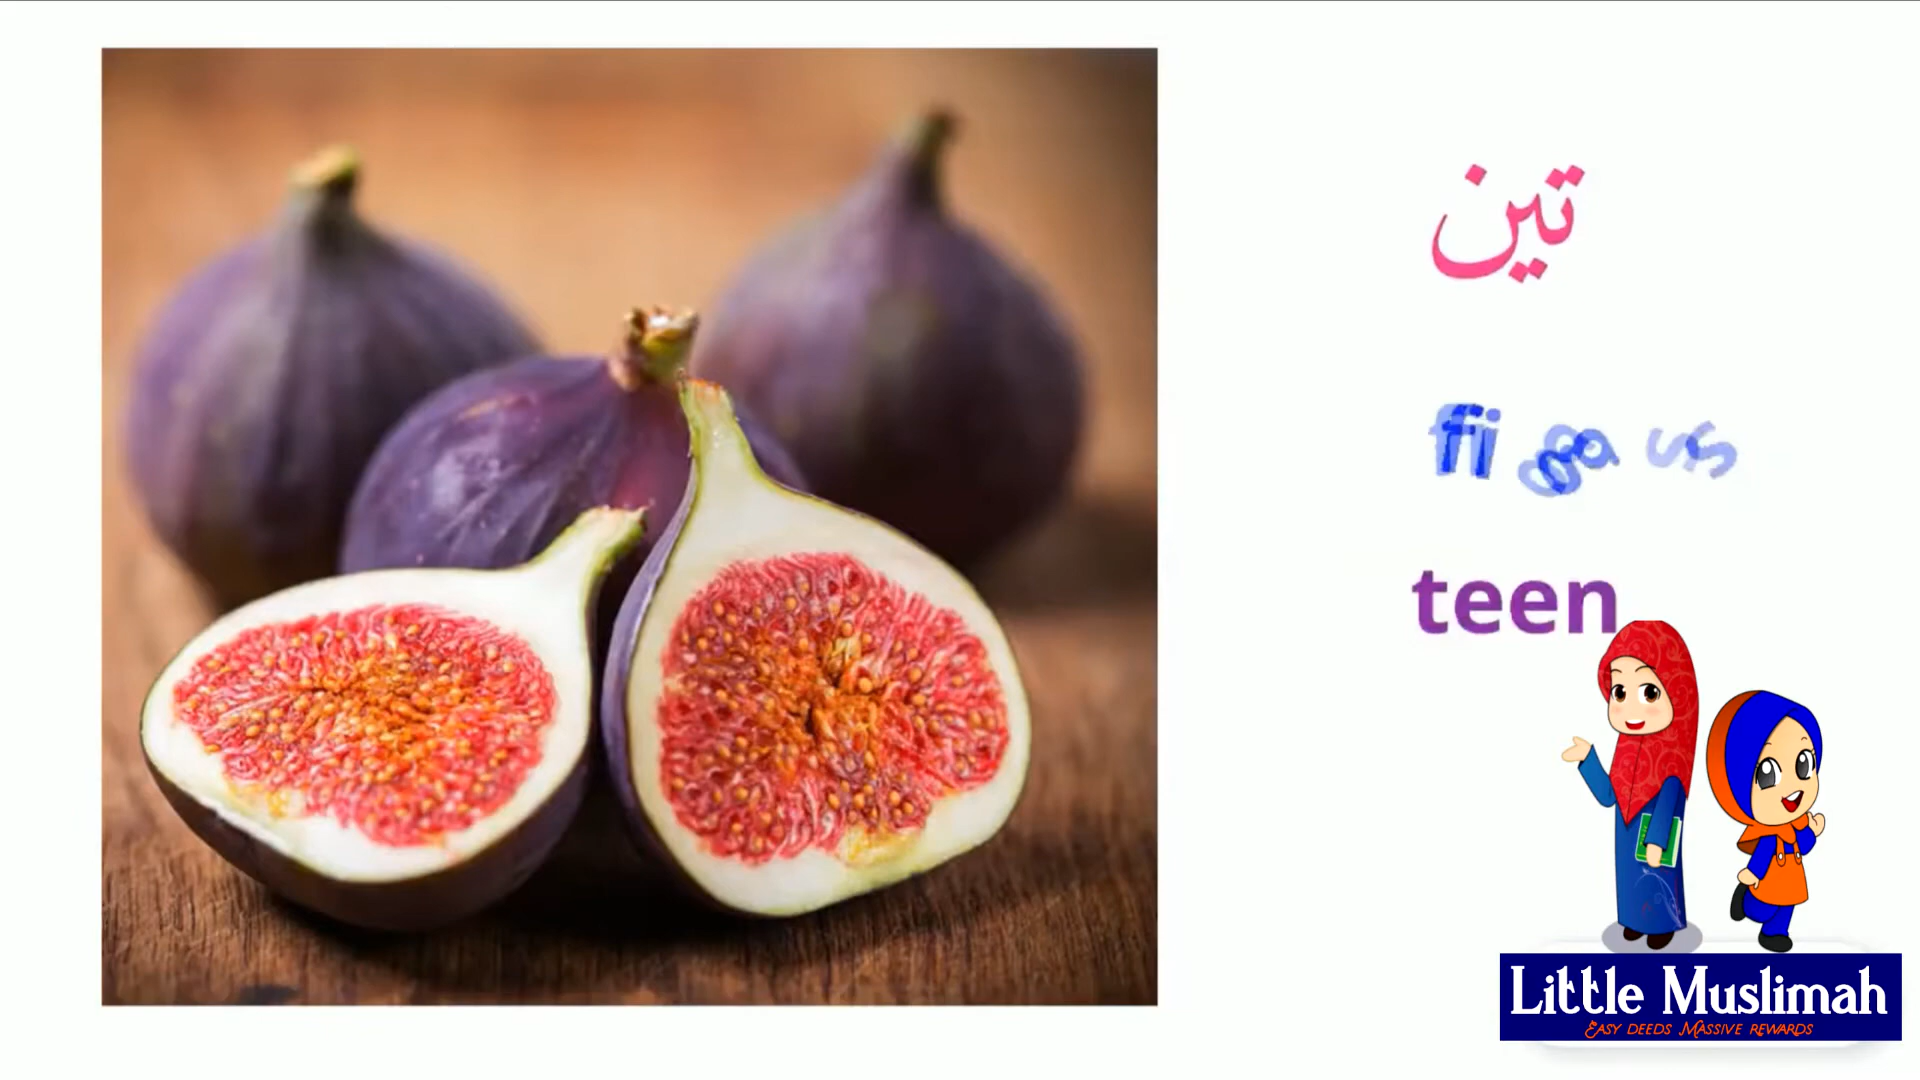 تين
teen
Little Muslimah
Easy deeds Massive rewards